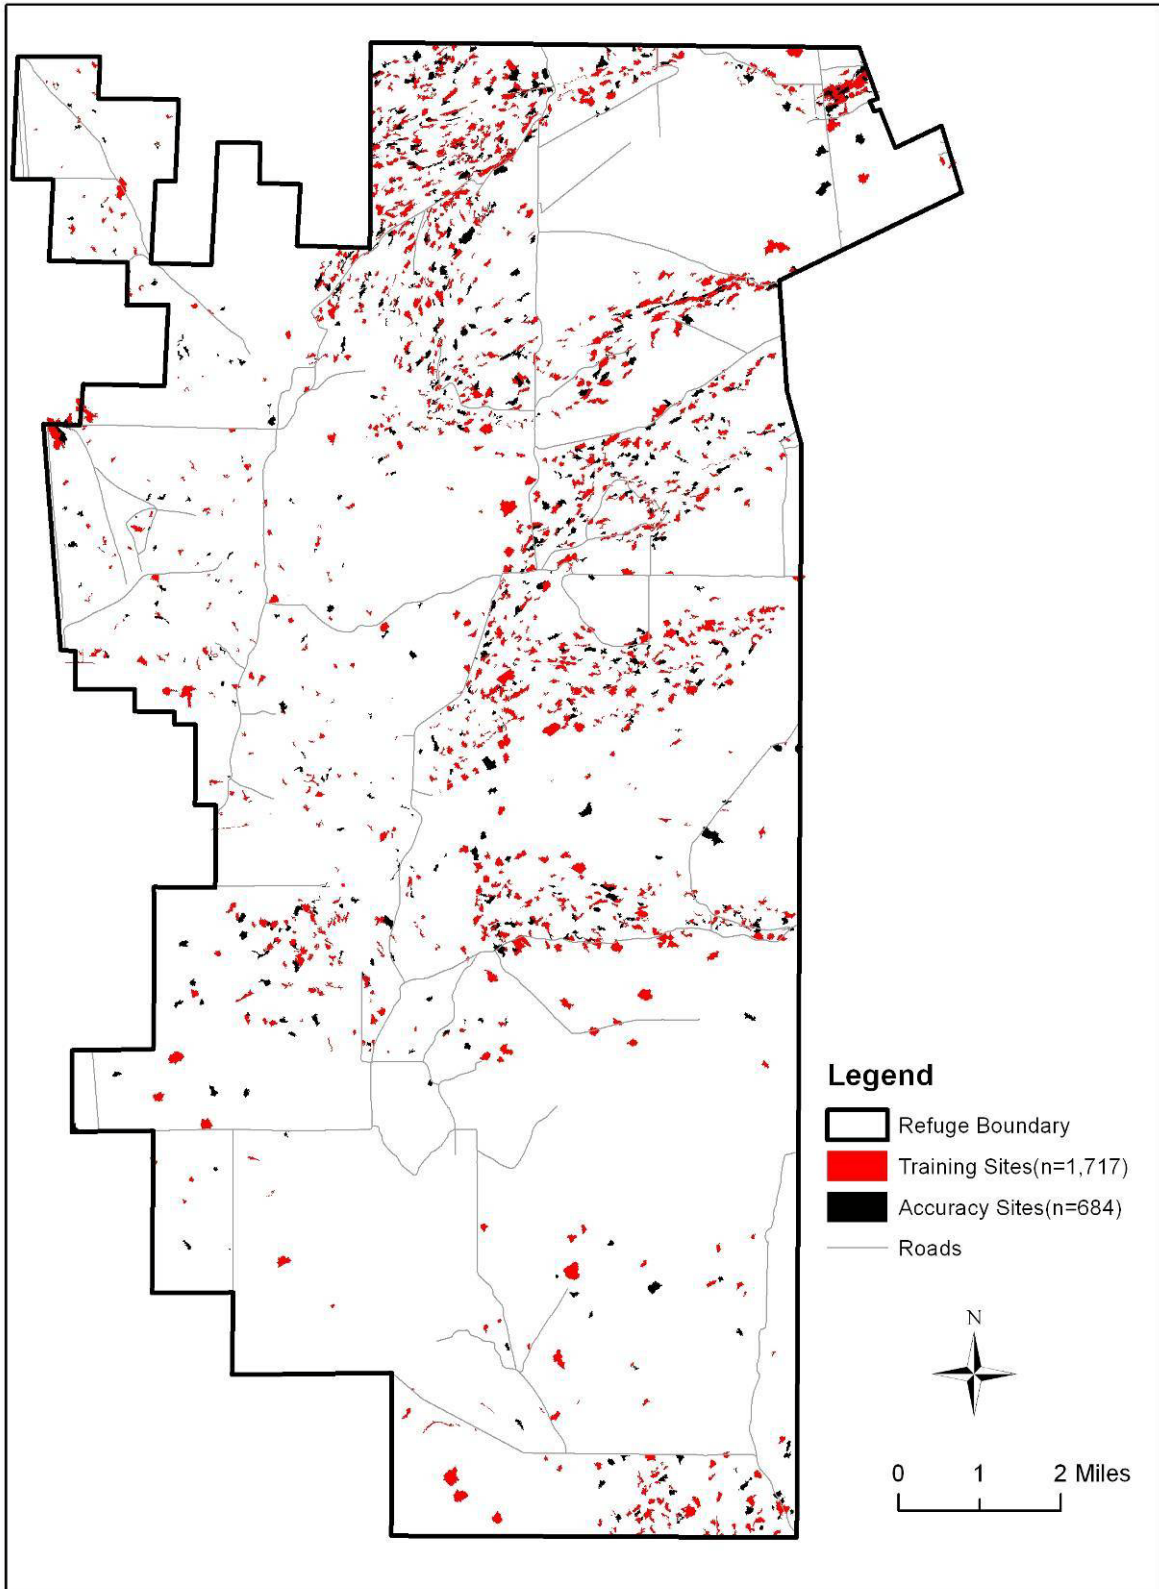 Legend
Refuge Boundary
Training Sites(n=1,717)
Accuracy Sites(n=684)
Roads
N
0 1 2 Miles